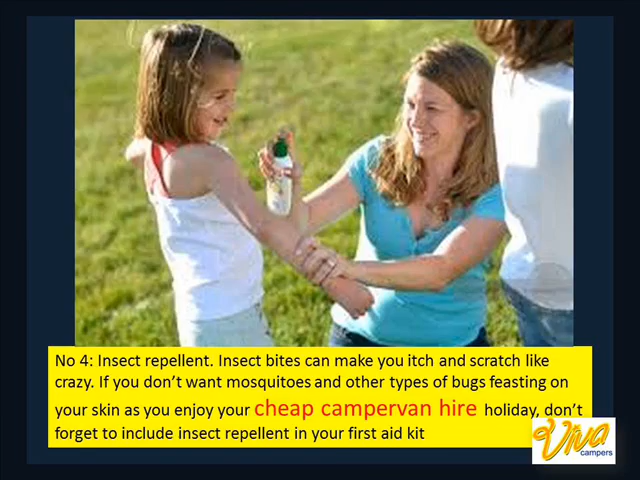 No 4: Insect repellent. Insect bites can make you itch and scratch like
crazy. If you don’t want mosquitoes and other types of bugs feasting on
your skin as you enjoy your cheap campervan hire holiday, don’t
forget to include insect repellent in your first aid kit
Viva
campers